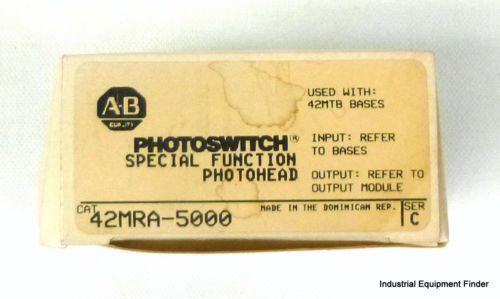 A-B
QUALITY
PHOTOSWITCH®
SPECIAL FUNCTION
PHOTOHEAD
USED WITH:
42MTB BASES
INPUT: REFER
TO BASES
OUTPUT: REFER TO
OUTPUT MODULE
CAT
42MRA-5000
MADE IN THE DOMINICAN REP.
SER
C
Industrial Equipment Finder